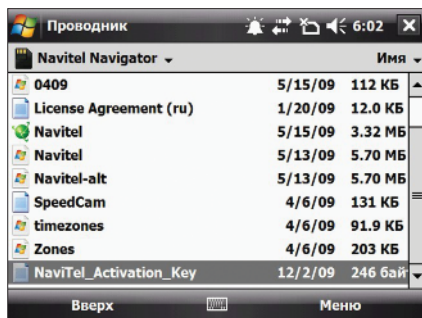 Проводник 6:02
Navitel Navigator Имя
0409 5/15/09 112 КБ
License Agreement (ru) 1/20/09 12.0 КБ
Navitel 5/15/09 3.32 МБ
Navitel 5/13/09 5.70 МБ
Navitel-alt 5/13/09 5.70 МБ
SpeedCam 4/6/09 131 КБ
timezones 4/6/09 91.9 КБ
Zones 4/6/09 203 КБ
NaviTel_Activation_Key 12/2/09 246 бай
Вверх Меню